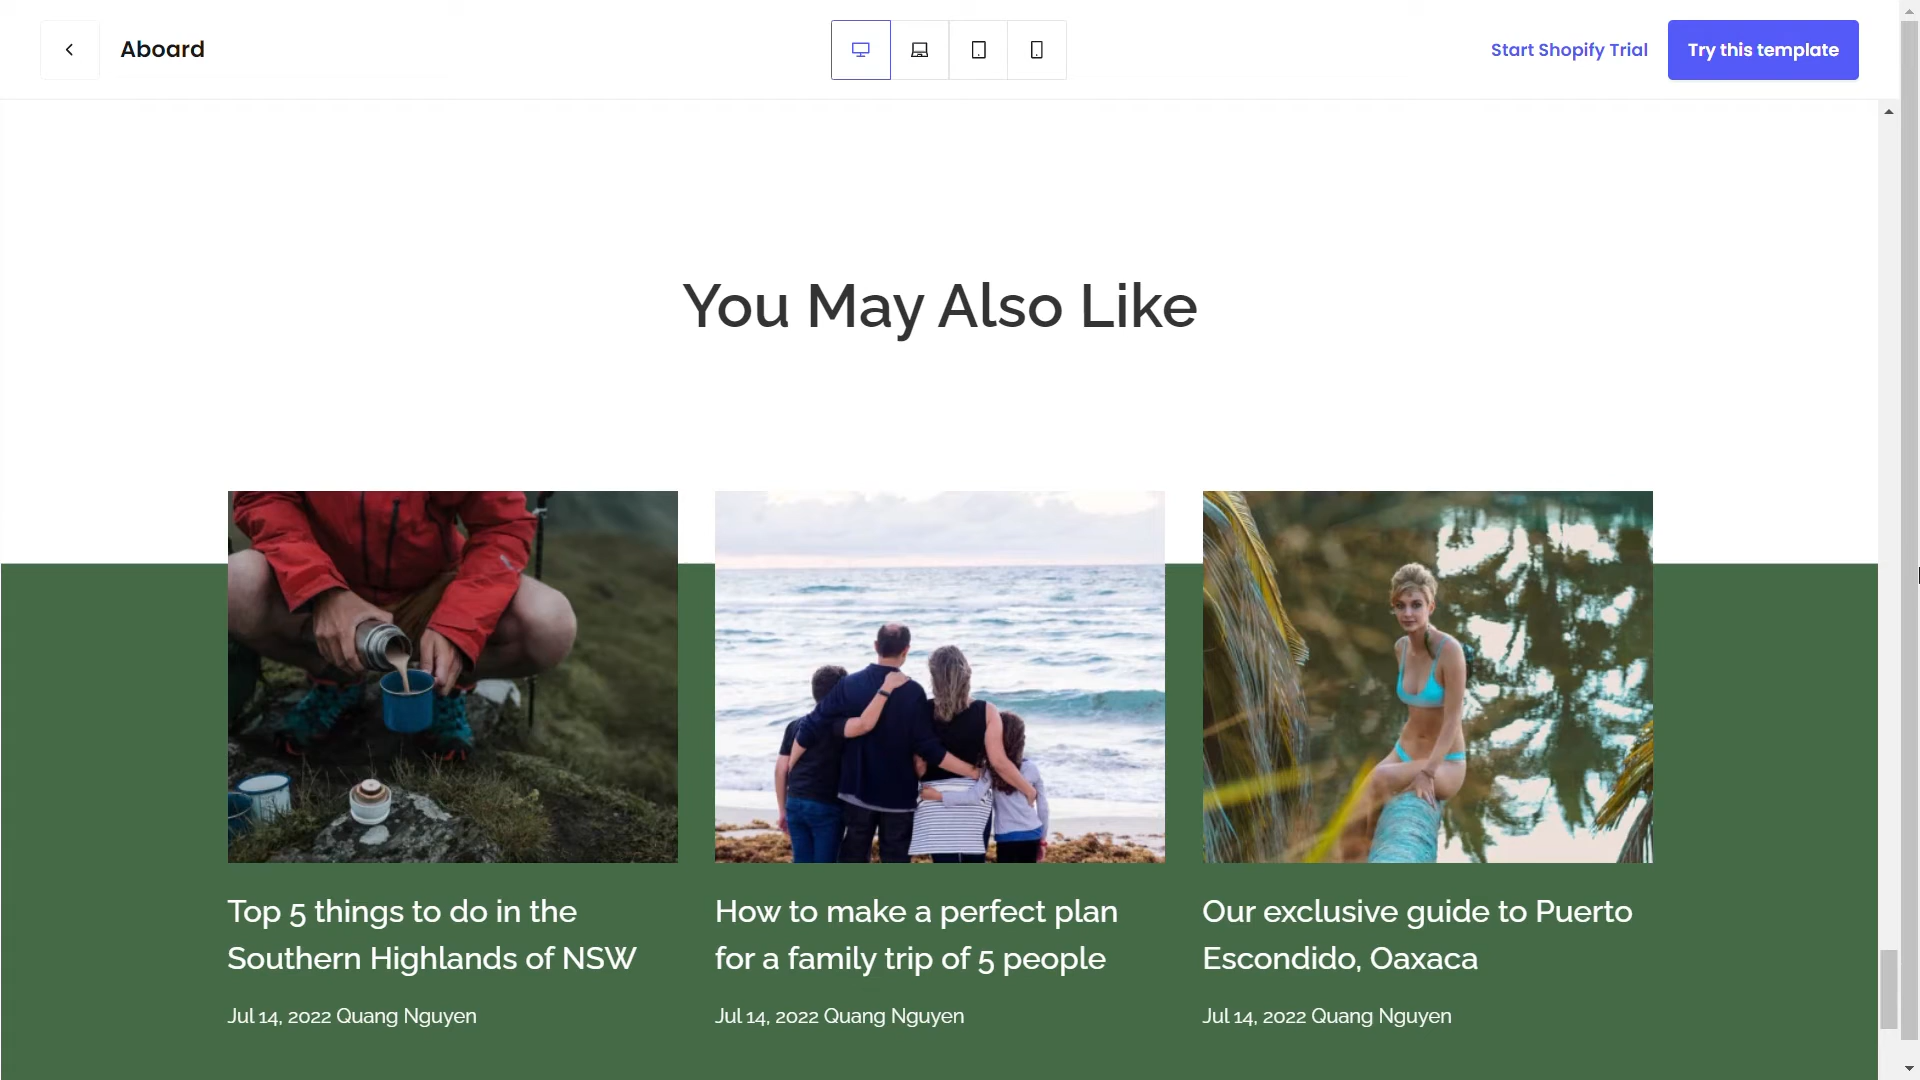 Aboard
Start Shopify Trial
Try this template
You May Also Like
Top 5 things to do in the
Southern Highlands of NSW
Jul 14, 2022 Quang Nguyen
How to make a perfect plan
for a family trip of 5 people
Jul 14, 2022 Quang Nguyen
Our exclusive guide to Puerto
Escondido, Oaxaca
Jul 14, 2022 Quang Nguyen